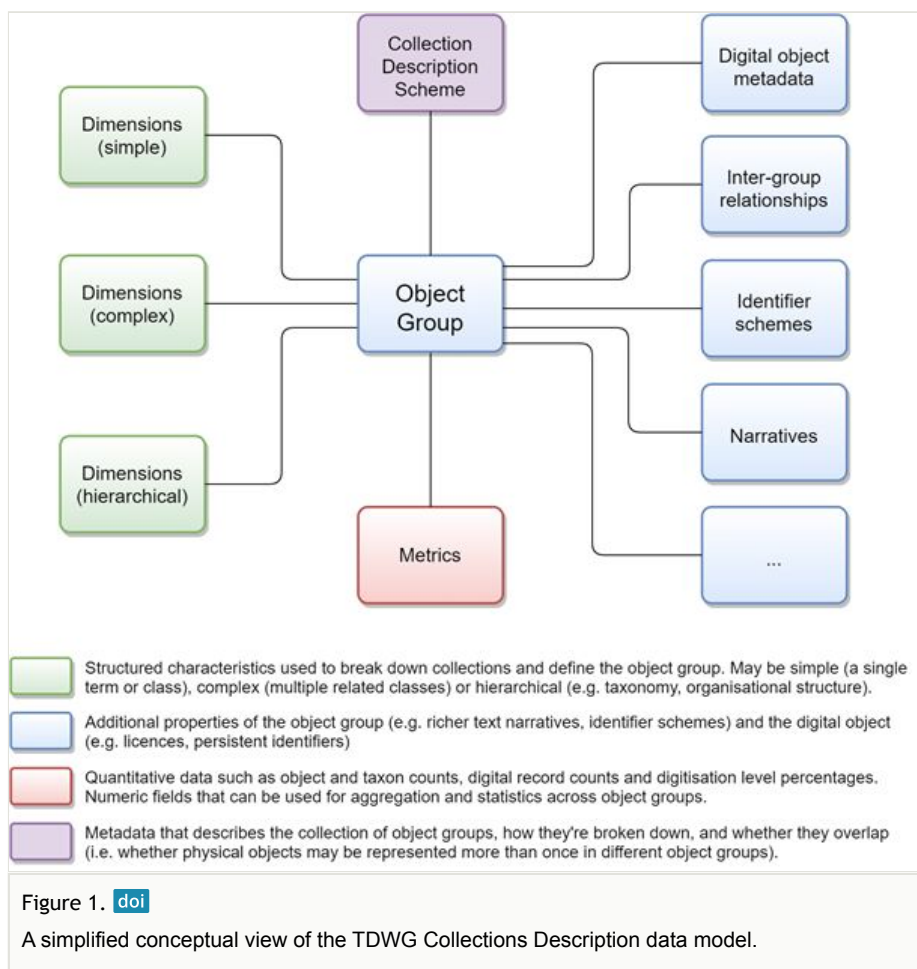 Collection
Description
Scheme
Digital object
metadata
Dimensions
(simple)
Inter-group
relationships
Dimensions
(complex)
Object
Group
Identifier
schemes
Narratives
Dimensions
(hierarchical)
Metrics
...
Structured characteristics used to break down collections and define the object group. May be simple (a single
term or class), complex (multiple related classes) or hierarchical (e.g. taxonomy, organisational structure).
Additional properties of the object group (e.g. richer text narratives, identifier schemes) and the digital object
(e.g. licences, persistent identifiers)
Quantitative data such as object and taxon counts, digital record counts and digitisation level percentages.
Numeric fields that can be used for aggregation and statistics across object groups.
Metadata that describes the collection of object groups, how they're broken down, and whether they overlap
(i.e. whether physical objects may be represented more than once in different object groups).
Figure 1. doi
A simplified conceptual view of the TDWG Collections Description data model.